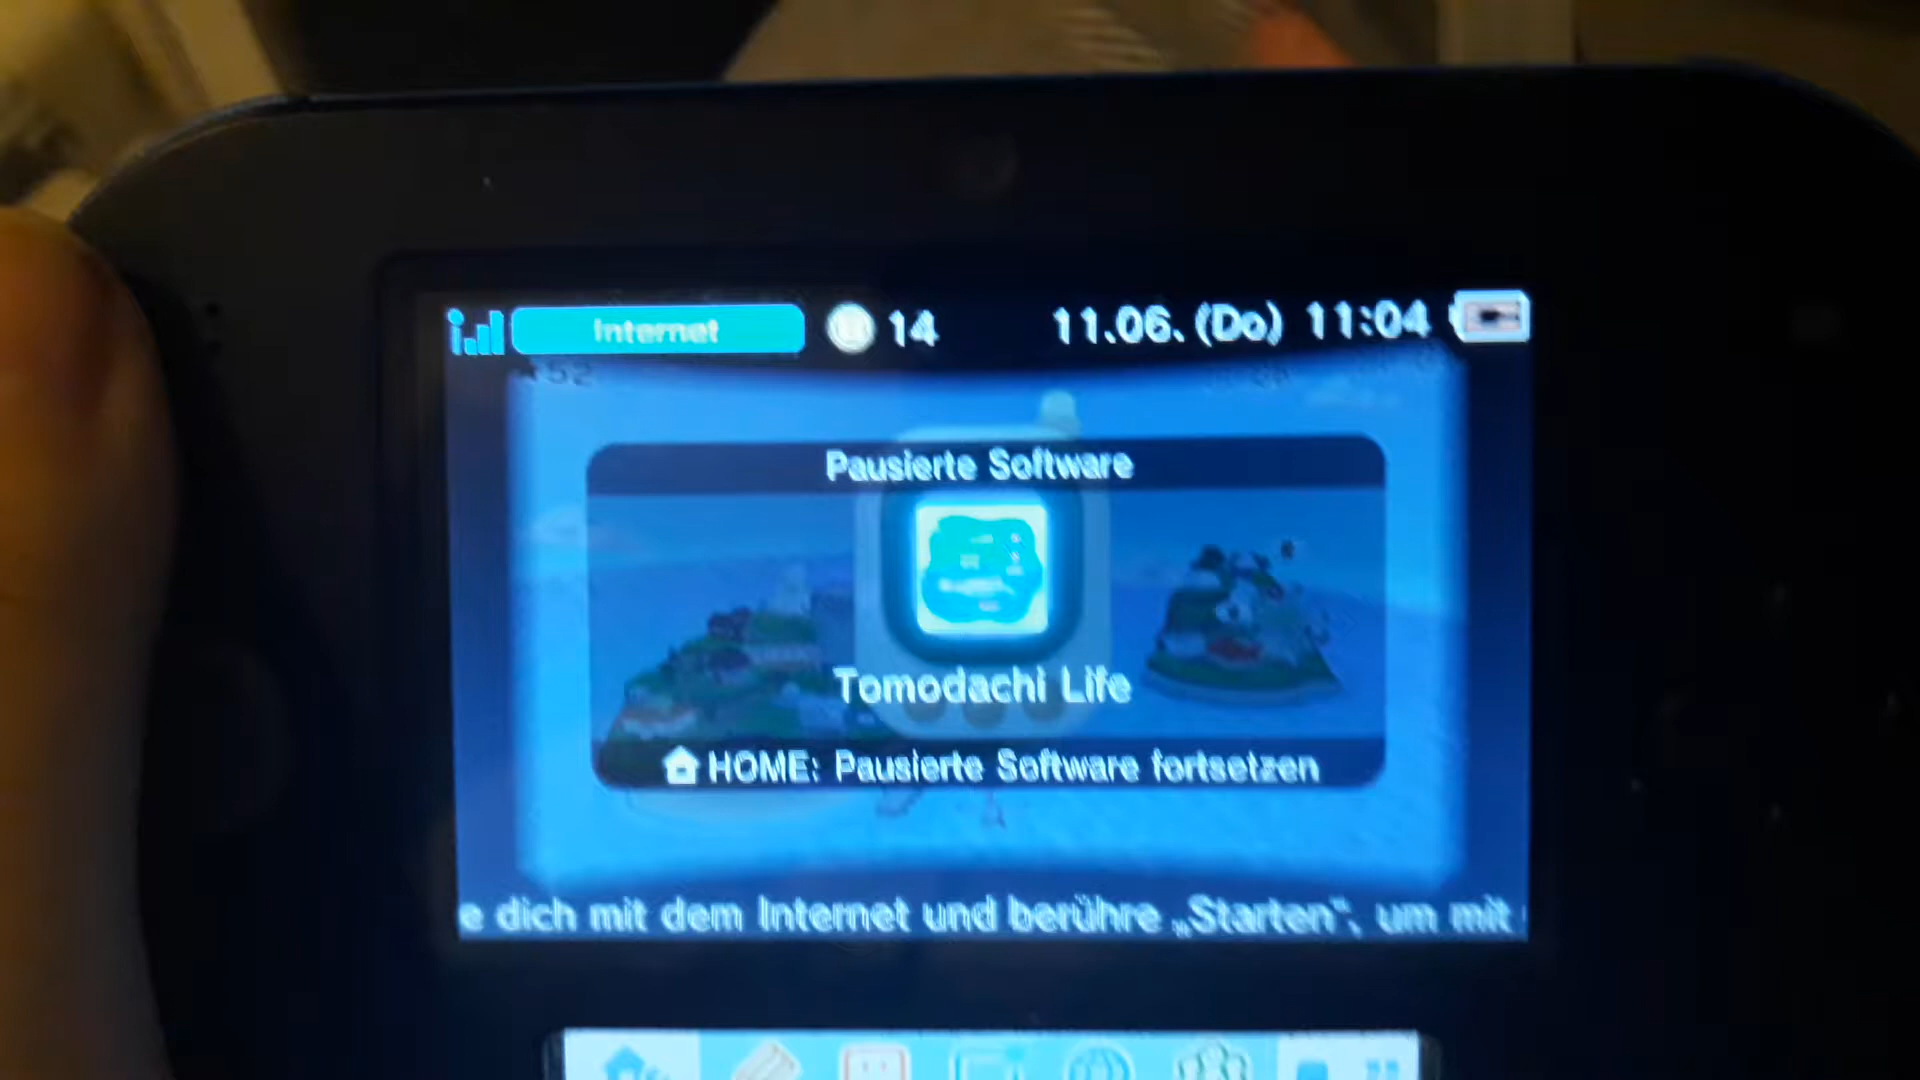 Internet 14 11.06. (Do) 11:04
52
Pausierte Software
Tomodachi Life
HOME: Pausierte Software fortsetzen
e dich mit dem Internet und berühre „Starten“, um mit